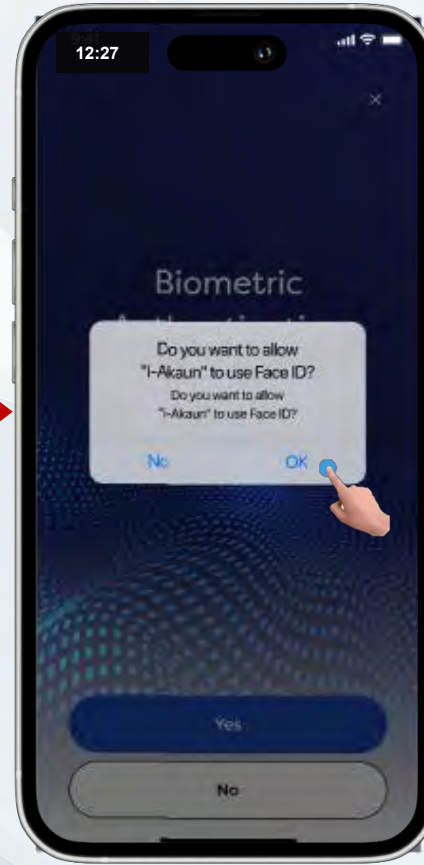 12:27
Biometric
Do you want to allow
"i-Akaun" to use Face ID?
Do you want to allow
"i-Akaun" to use Face ID?
No
OK
Yes
No